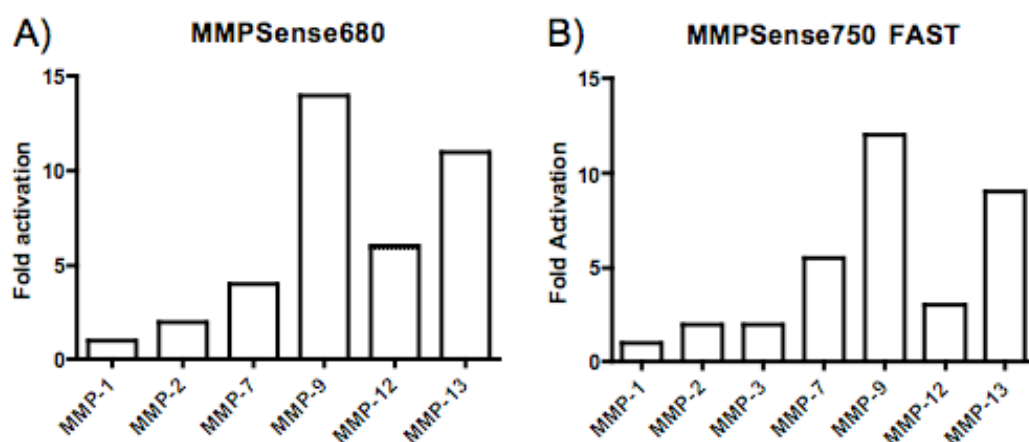 A)
MMPSense680
Fold activation
15
10
5
0
MMP-1
MMP-2
MMP-7
MMP-9
MMP-12
MMP-13
B)
MMPSense750 FAST
Fold Activation
15
10
5
0
MMP-1
MMP-2
MMP-3
MMP-7
MMP-9
MMP-12
MMP-13